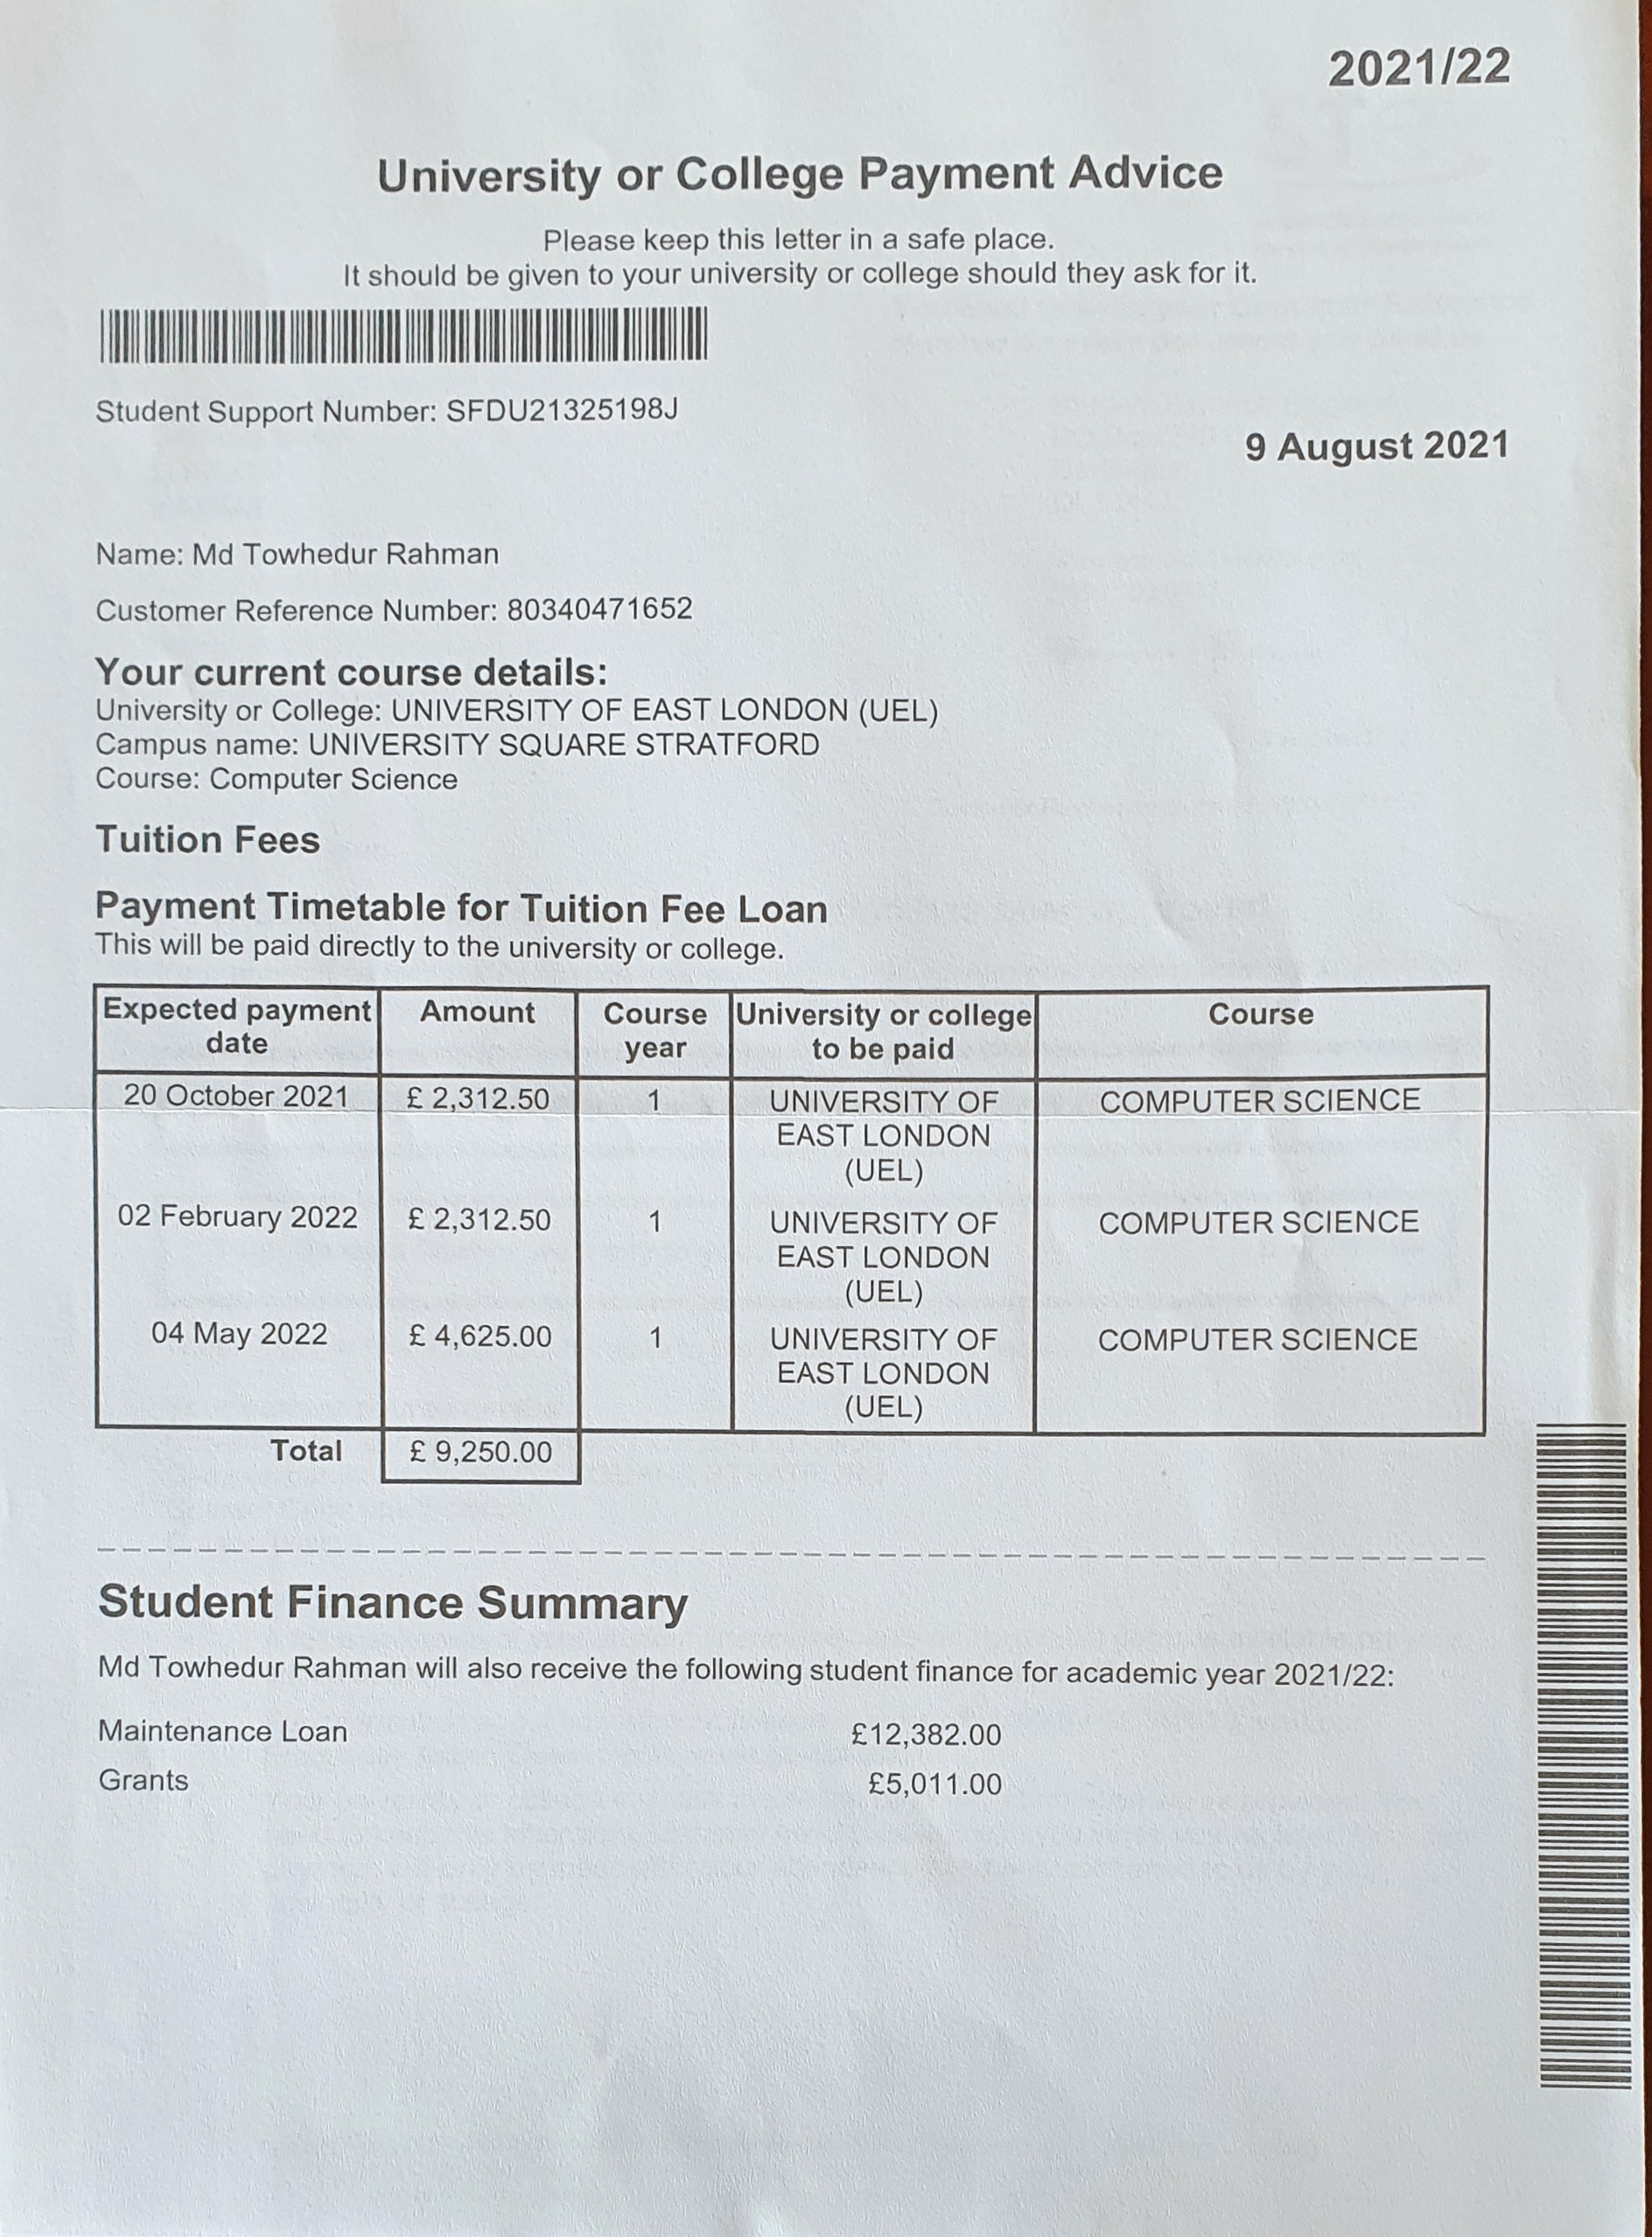 2021/22
University or College Payment Advice
Please keep this letter in a safe place.
It should be given to your university or college should they ask for it.
Student Support Number: SFDU21325198J
9 August 2021
Name: Md Towhedur Rahman
Customer Reference Number: 80340471652
Your current course details:
University or College: UNIVERSITY OF EAST LONDON (UEL)
Campus name: UNIVERSITY SQUARE STRATFORD
Course: Computer Science
Tuition Fees
Payment Timetable for Tuition Fee Loan
This will be paid directly to the university or college.
Expected payment date Amount Course year University or college to be paid Course
20 October 2021 £ 2,312.50 1 UNIVERSITY OF EAST LONDON (UEL) COMPUTER SCIENCE
02 February 2022 £ 2,312.50 1 UNIVERSITY OF EAST LONDON (UEL) COMPUTER SCIENCE
04 May 2022 £ 4,625.00 1 UNIVERSITY OF EAST LONDON (UEL) COMPUTER SCIENCE
Total £ 9,250.00
Student Finance Summary
Md Towhedur Rahman will also receive the following student finance for academic year 2021/22:
Maintenance Loan £12,382.00
Grants £5,011.00